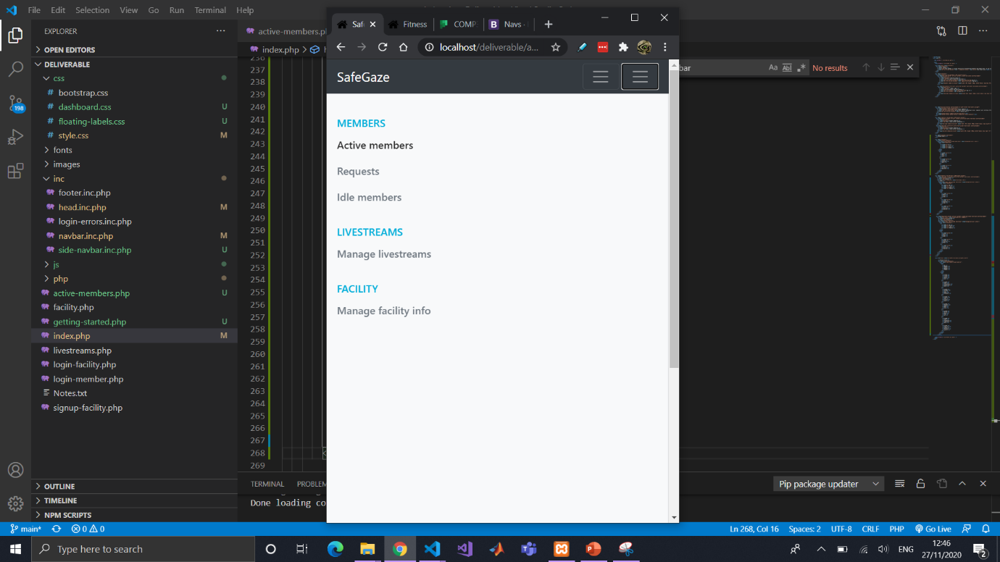 File Edit Selection View Go Run Terminal Help
EXPLORER
OPEN EDITORS
DELIVERABLE
css
# bootstrap.css
# dashboard.css U
# floating-labels.css U
# style.css M
fonts
images
inc
footer.inc.php
head.inc.php M
login-errors.inc.php
navbar.inc.php M
side-navbar.inc.php U
js
php
active-members.php U
facility.php
getting-started.php U
index.php M
livestreams.php
login-facility.php
login-member.php
Notes.txt
signup-facility.php
OUTLINE
TIMELINE
NPM SCRIPTS
198
active-members.p
index.php
236
237
238
239
240
241
242
243
244
245
246
247
248
249
250
251
252
253
254
255
256
257
258
259
260
261
262
263
264
265
266
267
268
269
Fitness
COMP
B Navs -
localhost/deliverable/a...
SafeGaze
MEMBERS
Active members
Requests
Idle members
LIVESTREAMS
Manage livestreams
FACILITY
Manage facility info
bar
Aa Ab
No results
TERMINAL PROBLEM
Pip package updater
Done loading co
main* 0 0
Ln 268, Col 16 Spaces: 2 UTF-8 CRLF PHP Go Live
Type here to search
ENG
12:46
27/11/2020
2